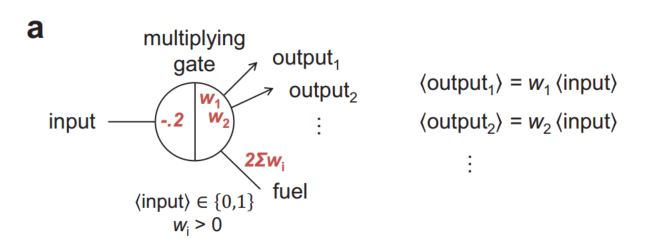 a
multiplying
gate
input
-.2
w₁
w₂
output₁
output₂
⋮
2Σwᵢ
fuel
⟨input⟩ ∈ {0,1}
wᵢ > 0
⟨output₁⟩ = w₁ ⟨input⟩
⟨output₂⟩ = w₂ ⟨input⟩
⋮